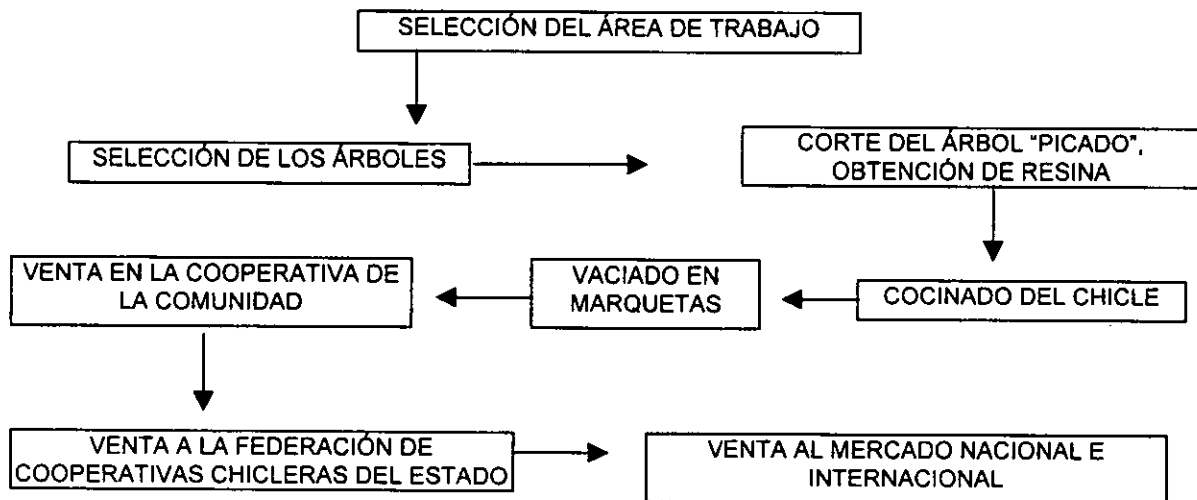 SELECCIÓN DEL ÁREA DE TRABAJO
SELECCIÓN DE LOS ÁRBOLES
CORTE DEL ÁRBOL "PICADO",
OBTENCIÓN DE RESINA
COCINADO DEL CHICLE
VACIADO EN
MARQUETAS
VENTA EN LA COOPERATIVA DE
LA COMUNIDAD
VENTA A LA FEDERACIÓN DE
COOPERATIVAS CHICLERAS DEL ESTADO
VENTA AL MERCADO NACIONAL E
INTERNACIONAL